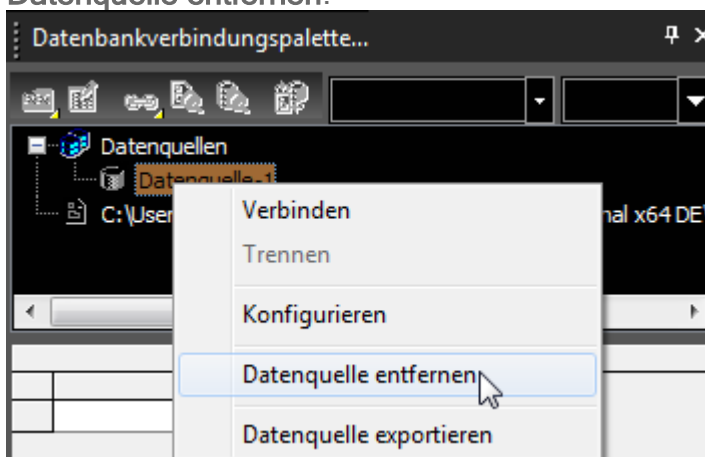 Datenquelle entfernen.
Datenbankverbindungspalette...
Datenquellen
Datenquelle-1
C:\User
nal x64 DE\
Verbinden
Trennen
Konfigurieren
Datenquelle entfernen
Datenquelle exportieren